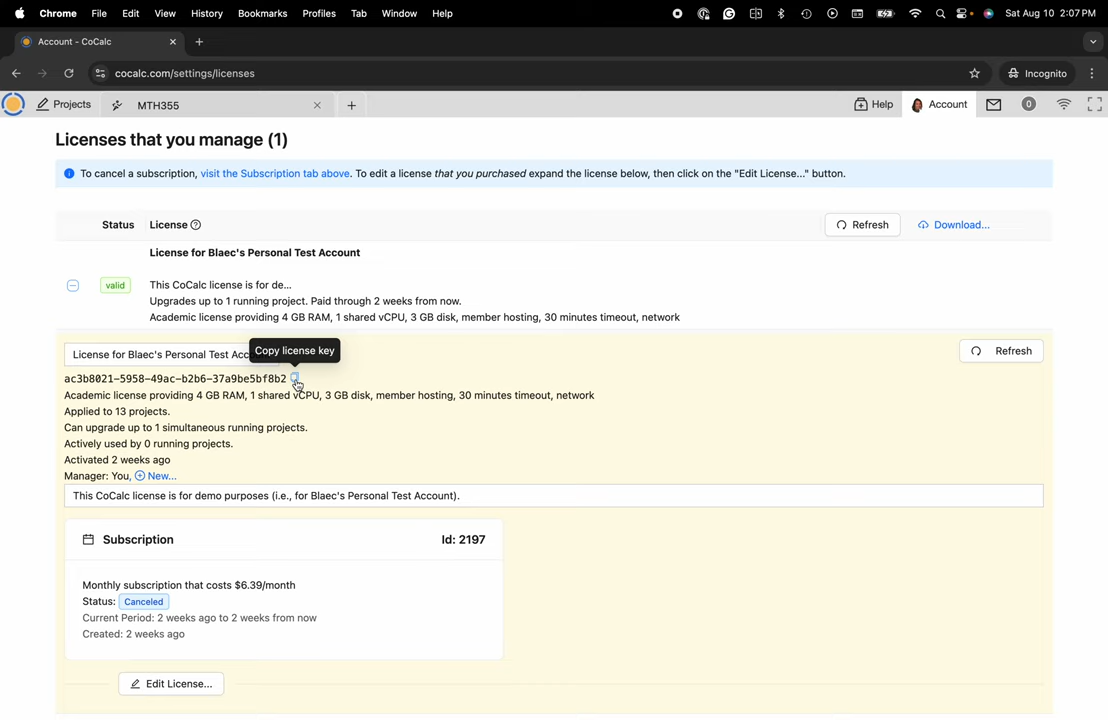 Chrome File Edit View History Bookmarks Profiles Tab Window Help Sat Aug 10 2:07 PM
Account - CoCalc
cocalc.com/settings/licenses Incognito
Projects MTH355 Help Account 0
Licenses that you manage (1)
To cancel a subscription, visit the Subscription tab above. To edit a license that you purchased expand the license below, then click on the "Edit License..." button.
Status License Refresh Download...
License for Blaec's Personal Test Account
valid This CoCalc license is for de...
Upgrades up to 1 running project. Paid through 2 weeks from now.
Academic license providing 4 GB RAM, 1 shared vCPU, 3 GB disk, member hosting, 30 minutes timeout, network
License for Blaec's Personal Test Acc Copy license key Refresh
ac3b8021-5958-49ac-b2b6-37a9be5bf8b2
Academic license providing 4 GB RAM, 1 shared vCPU, 3 GB disk, member hosting, 30 minutes timeout, network
Applied to 13 projects.
Can upgrade up to 1 simultaneous running projects.
Actively used by 0 running projects.
Activated 2 weeks ago
Manager: You, New...
This CoCalc license is for demo purposes (i.e., for Blaec's Personal Test Account).
Subscription Id: 2197
Monthly subscription that costs $6.39/month
Status: Canceled
Current Period: 2 weeks ago to 2 weeks from now
Created: 2 weeks ago
Edit License...